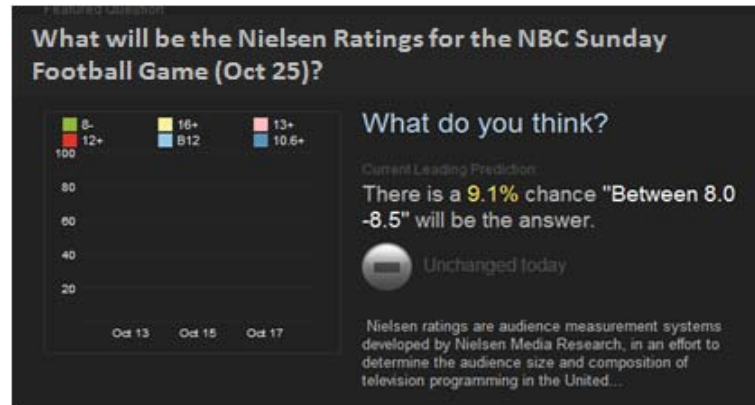 Featured Question
What will be the Nielsen Ratings for the NBC Sunday
Football Game (Oct 25)?
8- 16+ 13+
12+ B12 10.6+
100
80
60
40
20
Oct 13 Oct 15 Oct 17
What do you think?
Current Leading Prediction:
There is a 9.1% chance "Between 8.0
-8.5" will be the answer.
Unchanged today
Nielsen ratings are audience measurement systems
developed by Nielsen Media Research, in an effort to
determine the audience size and composition of
television programming in the United...